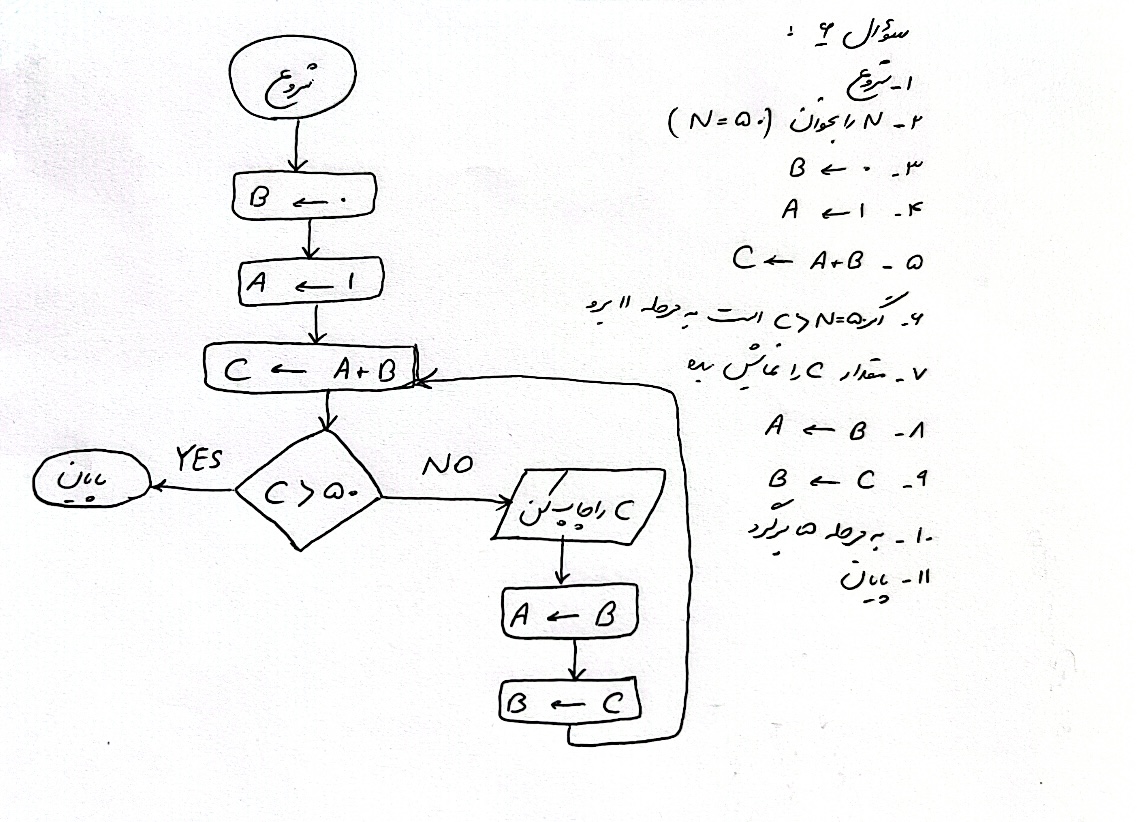 سؤال ۶ :
۱- شروع
۲- N را بخوان (N=۵۰)
۳- B ← ۰
۴- A ← ۱
۵- C ← A+B
۶- اگر C>N=۵۰ است به مرحله ۱۱ برو
۷- مقدار C را نمایش بده
۸- A ← B
۹- B ← C
۱۰- به مرحله ۵ برگرد
۱۱- پایان
شروع
B ← ۰
A ← ۱
C ← A+B
C > ۵۰
YES
پایان
NO
C را چاپ کن
A ← B
B ← C